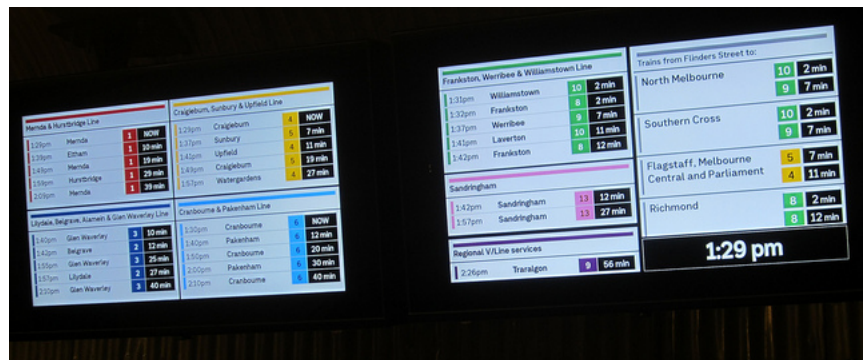 Mernda & Hurstbridge Line
1:29pm Mernda 1 NOW
1:39pm Eltham 1 10 min
1:49pm Mernda 1 19 min
1:59pm Hurstbridge 1 29 min
2:09pm Mernda 1 39 min
Craigieburn, Sunbury & Upfield Line
1:29pm Craigieburn 4 NOW
1:37pm Sunbury 5 7 min
1:41pm Upfield 4 11 min
1:49pm Craigieburn 5 19 min
1:57pm Watergardens 4 27 min
Lilydale, Belgrave, Alamein & Glen Waverley Line
1:40pm Glen Waverley 3 10 min
1:42pm Belgrave 2 12 min
1:55pm Glen Waverley 3 25 min
1:57pm Lilydale 2 27 min
2:10pm Glen Waverley 3 40 min
Cranbourne & Pakenham Line
1:30pm Cranbourne 6 NOW
1:40pm Pakenham 6 12 min
1:50pm Cranbourne 6 20 min
2:00pm Pakenham 6 30 min
2:10pm Cranbourne 6 40 min
Frankston, Werribee & Williamstown Line
1:31pm Williamstown 10 2 min
1:32pm Frankston 8 2 min
1:37pm Werribee 9 7 min
1:41pm Laverton 10 11 min
1:42pm Frankston 8 12 min
Sandringham
1:42pm Sandringham 13 12 min
1:57pm Sandringham 13 27 min
Regional V/Line services
2:26pm Traralgon 9 56 min
Trains from Flinders Street to:
North Melbourne 10 2 min
9 7 min
Southern Cross 10 2 min
9 7 min
Flagstaff, Melbourne 5 7 min
Central and Parliament 4 11 min
Richmond 8 2 min
8 12 min
1:29 pm